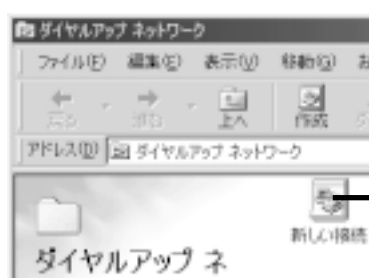 ダイヤルアップ ネットワーク
ファイル(F) 編集(E) 表示(V) 移動(G) お
戻る 進む 上へ 作成 ダ
アドレス(D) ダイヤルアップ ネットワーク
新しい接続
ダイヤルアップ ネ